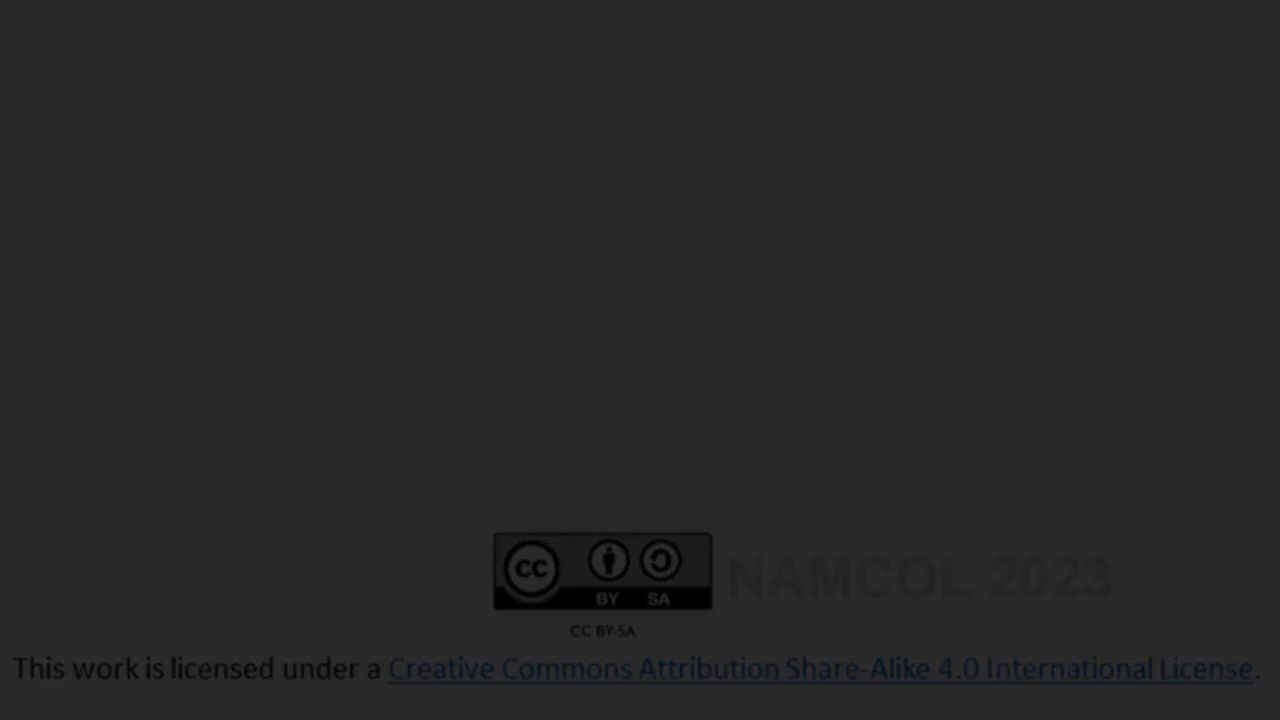 CC
BY SA
NAMCOL 2023
CC BY-SA
This work is licensed under a Creative Commons Attribution Share-Alike 4.0 International License.